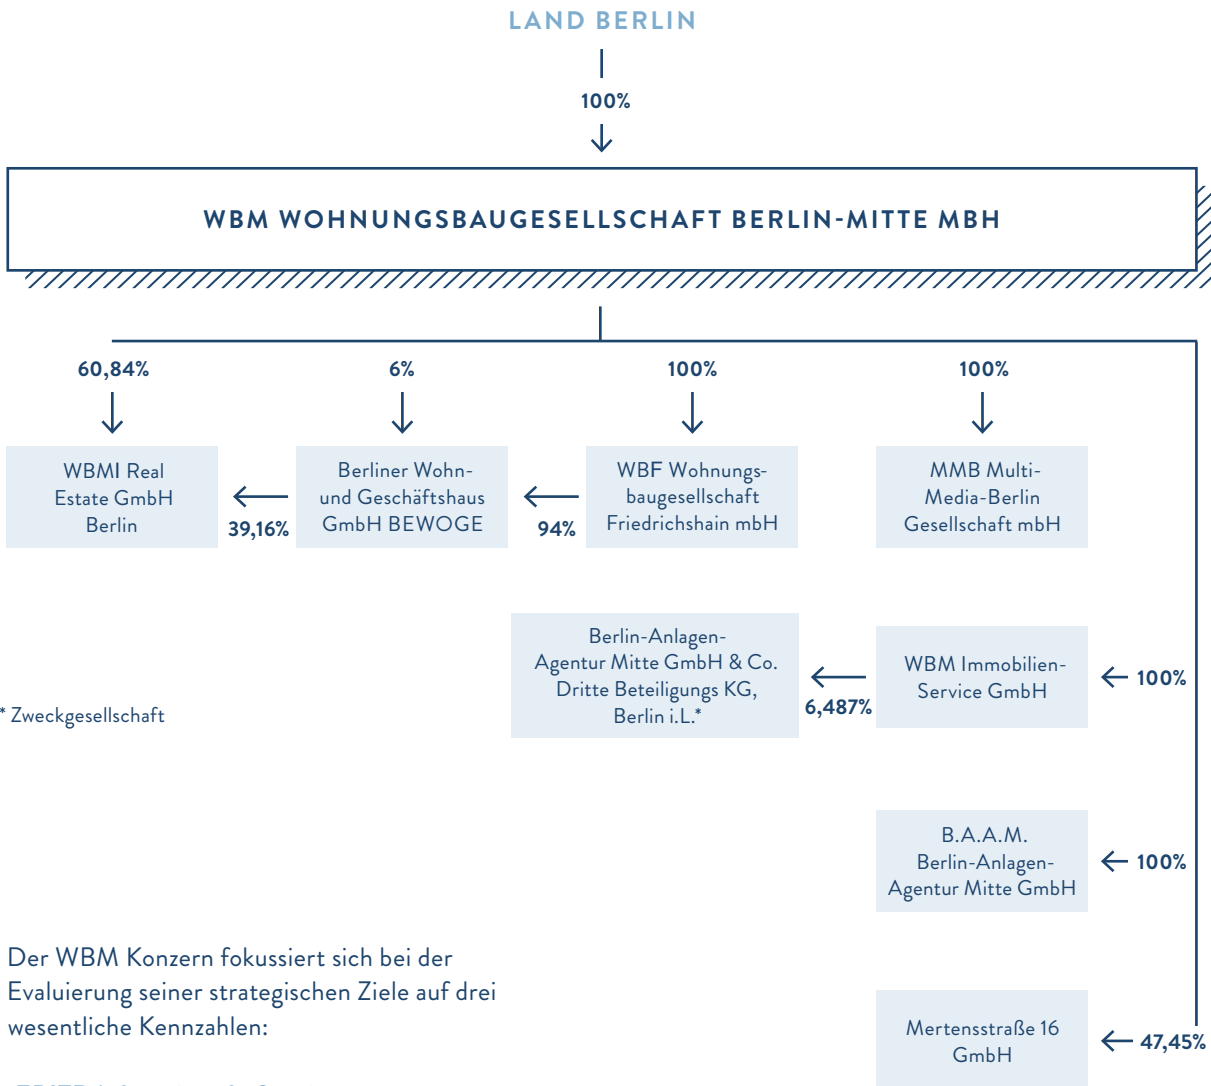 LAND BERLIN
100%
WBM WOHNUNGSBAUGESELLSCHAFT BERLIN-MITTE MBH
60,84%
6%
100%
100%
WBMI Real
Estate GmbH
Berlin
39,16%
Berliner Wohn-
und Geschäftshaus
GmbH BEWOGE
94%
WBF Wohnungs-
baugesellschaft
Friedrichshain mbH
MMB Multi-
Media-Berlin
Gesellschaft mbH
Berlin-Anlagen-
Agentur Mitte GmbH & Co.
Dritte Beteiligungs KG,
Berlin i.L.*
6,487%
WBM Immobilien-
Service GmbH
100%
* Zweckgesellschaft
B.A.A.M.
Berlin-Anlagen-
Agentur Mitte GmbH
100%
Der WBM Konzern fokussiert sich bei der
Evaluierung seiner strategischen Ziele auf drei
wesentliche Kennzahlen:
Mertensstraße 16
GmbH
47,45%